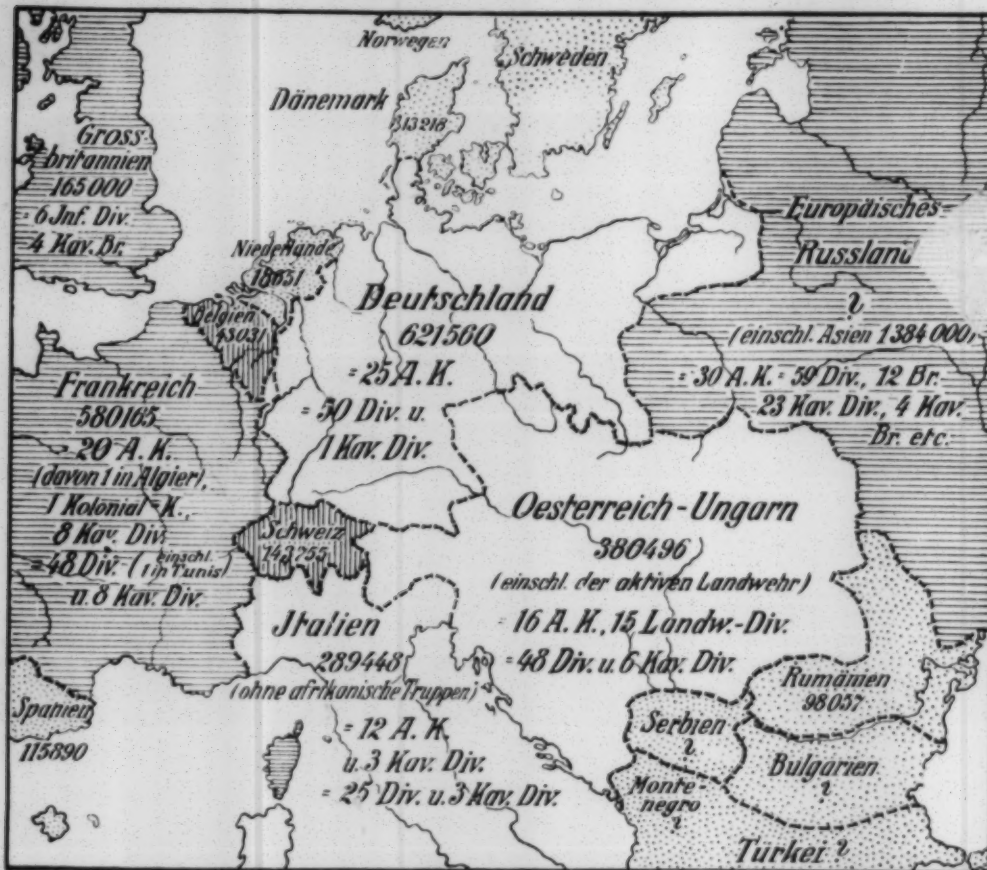 Norwegen
Schweden
Dänemark
13218
Gross-
britannien
165000
= 6 Jnf. Div.
4 Kav. Br.
Niederlande
18651
Belgien
43031
Deutschland
621560
= 25 A. K.
= 50 Div. u.
1 Kav. Div.
Europäisches
Russland
?
(einschl. Asien 1384000)
= 30 A. K. = 59 Div., 12 Br.
23 Kav. Div., 4 Kav.
Br. etc.
Frankreich
580165
20 A. K.
(davon 1 in Algier),
1 Kolonial-K.,
8 Kav. Div.
= 48 Div. (einschl. 1 in Tunis)
u. 8 Kav. Div.
Schweiz
143255
Oesterreich-Ungarn
380496
(einschl. der aktiven Landwehr)
= 16 A. K., 15 Landw.-Div.
= 48 Div. u. 6 Kav. Div.
Jtalien
289448
(ohne afrikanische Truppen)
= 12 A. K.
u. 3 Kav. Div.
= 25 Div. u. 3 Kav. Div.
Spanien
115890
Rumänien
98057
Serbien
?
Bulgarien
?
Monte-
negro
?
Türkei ?